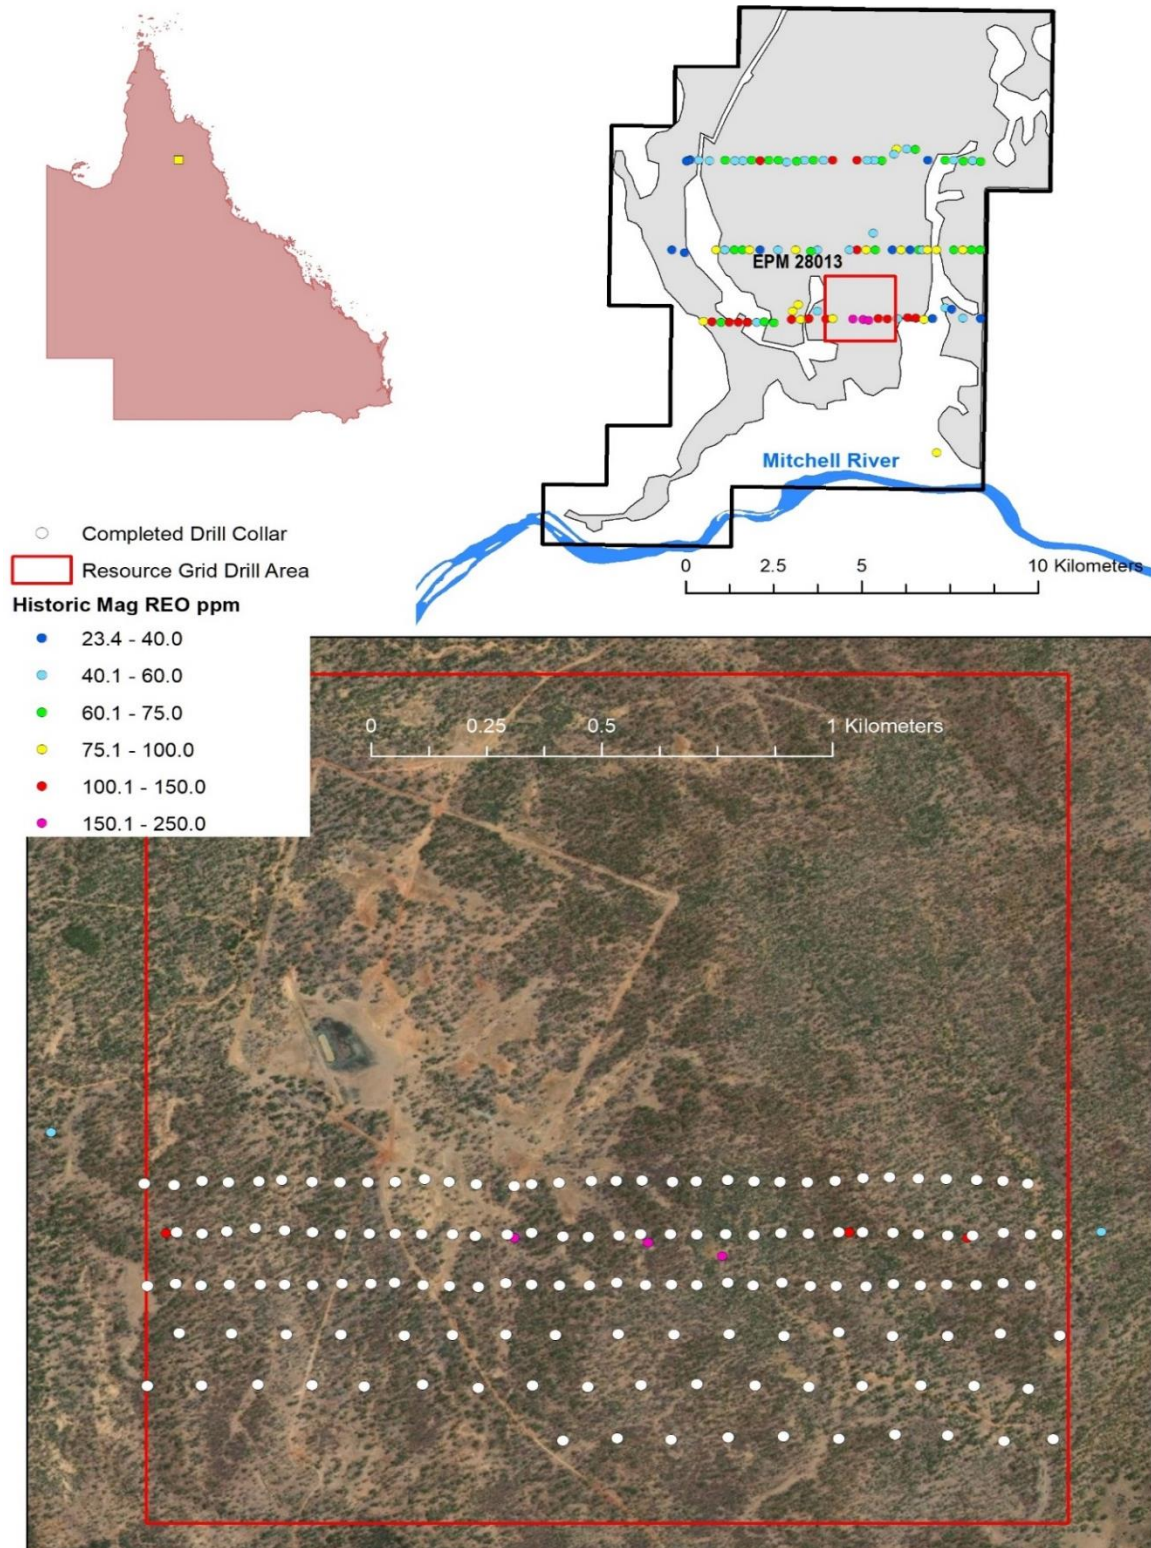 EPM 28013
Mitchell River
0 2.5 5 10 Kilometers
Completed Drill Collar
Resource Grid Drill Area
Historic Mag REO ppm
23.4 - 40.0
40.1 - 60.0
60.1 - 75.0
75.1 - 100.0
100.1 - 150.0
150.1 - 250.0
0 0.25 0.5 1 Kilometers